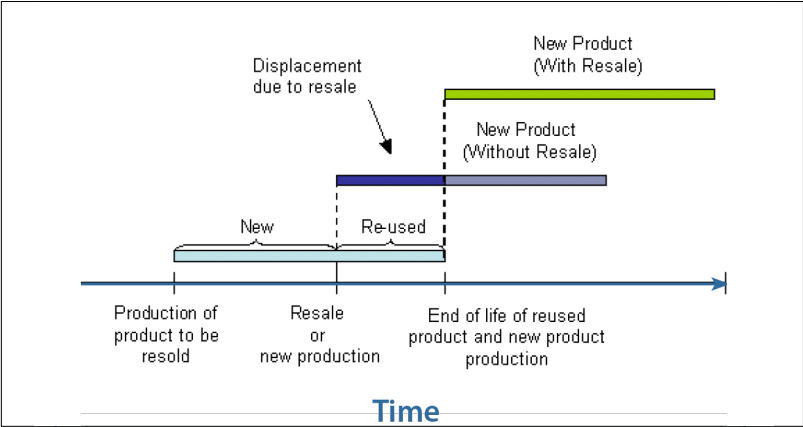 New Product
(With Resale)
Displacement
due to resale
New Product
(Without Resale)
New
Re-used
Production of
product to be
resold
Resale
or
new production
End of life of reused
product and new product
production
Time